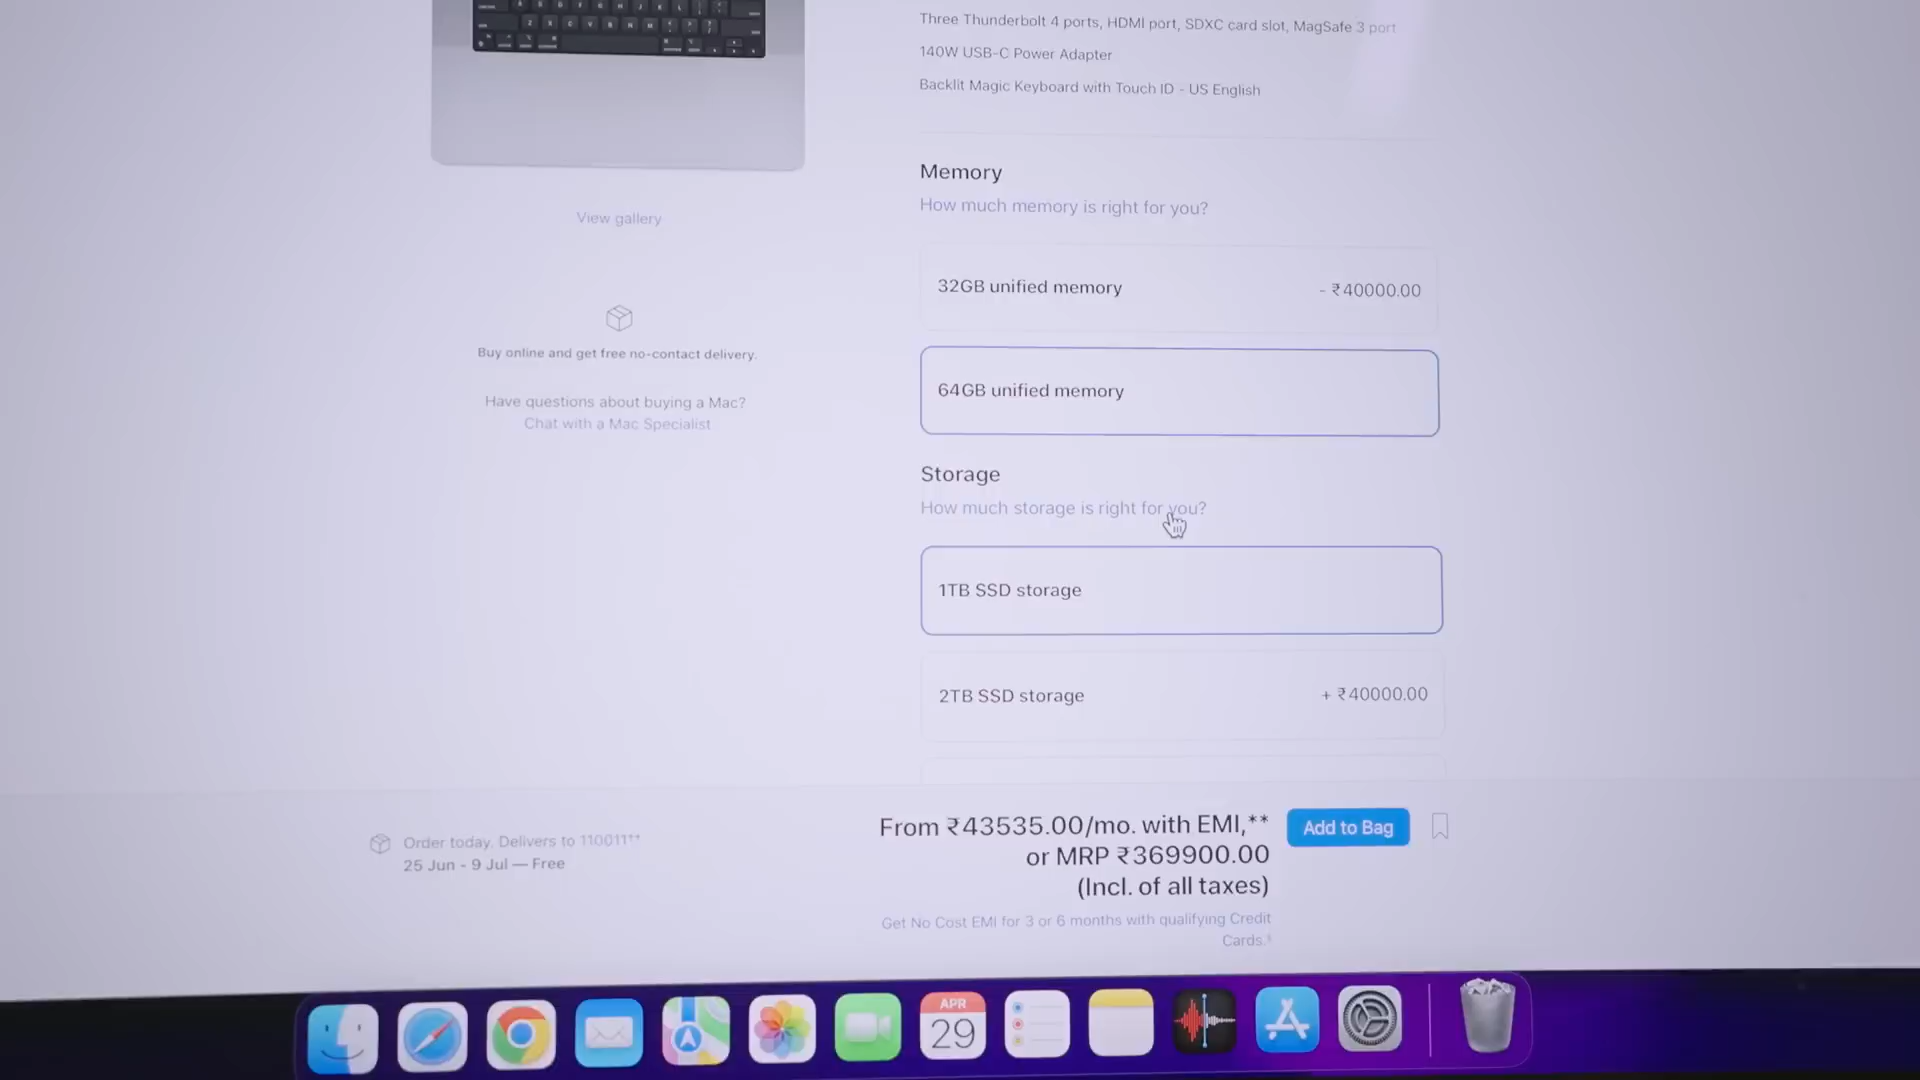 Three Thunderbolt 4 ports, HDMI port, SDXC card slot, MagSafe 3 port
140W USB-C Power Adapter
Backlit Magic Keyboard with Touch ID - US English
Memory
How much memory is right for you?
32GB unified memory
- ₹40000.00
64GB unified memory
View gallery
Buy online and get free no-contact delivery.
Have questions about buying a Mac?
Chat with a Mac Specialist
Storage
How much storage is right for you?
1TB SSD storage
2TB SSD storage
+ ₹40000.00
Order today. Delivers to 110011††
25 Jun - 9 Jul — Free
From ₹43535.00/mo. with EMI,**
or MRP ₹369900.00
(Incl. of all taxes)
Get No Cost EMI for 3 or 6 months with qualifying Credit
Cards.§
Add to Bag
APR
29